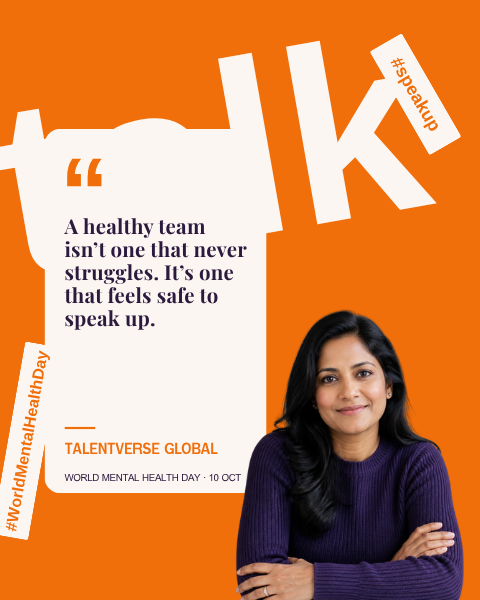 talk
#speakup
“
A healthy team
isn’t one that never
struggles. It’s one
that feels safe to
speak up.
TALENTVERSE GLOBAL
WORLD MENTAL HEALTH DAY · 10 OCT
#WorldMentalHealthDay